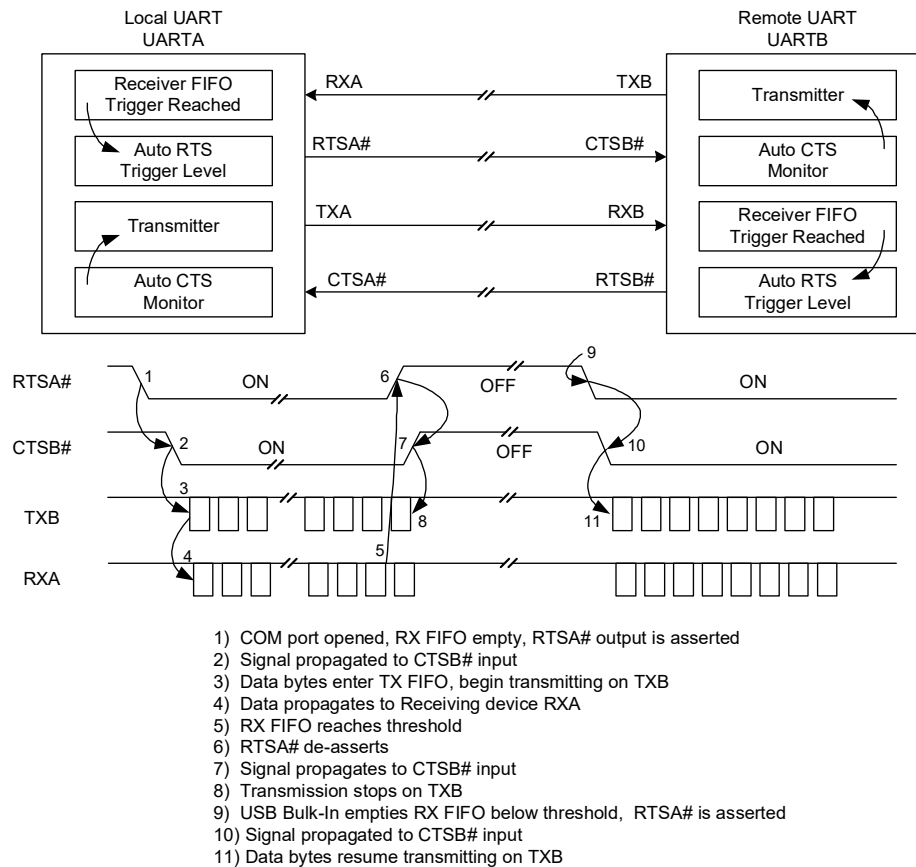 Local UART
UARTA
Remote UART
UARTB
Receiver FIFO
Trigger Reached
Auto RTS
Trigger Level
Transmitter
Auto CTS
Monitor
RXA
TXB
RTSA#
CTSB#
TXA
RXB
CTSA#
RTSB#
Transmitter
Auto CTS
Monitor
Receiver FIFO
Trigger Reached
Auto RTS
Trigger Level
RTSA#
1
ON
6
OFF
9
ON
CTSB#
2
ON
7
OFF
10
ON
TXB
3
8
11
RXA
4
5
1) COM port opened, RX FIFO empty, RTSA# output is asserted
2) Signal propagated to CTSB# input
3) Data bytes enter TX FIFO, begin transmitting on TXB
4) Data propagates to Receiving device RXA
5) RX FIFO reaches threshold
6) RTSA# de-asserts
7) Signal propagates to CTSB# input
8) Transmission stops on TXB
9) USB Bulk-In empties RX FIFO below threshold, RTSA# is asserted
10) Signal propagated to CTSB# input
11) Data bytes resume transmitting on TXB